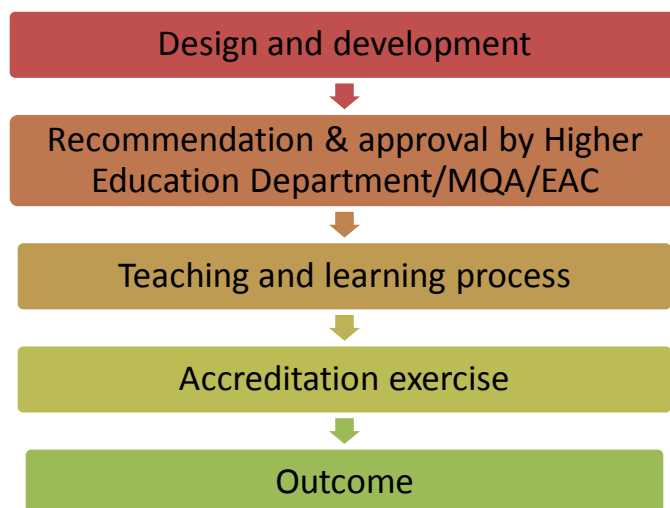 Design and development
Recommendation & approval by Higher
Education Department/MQA/EAC
Teaching and learning process
Accreditation exercise
Outcome